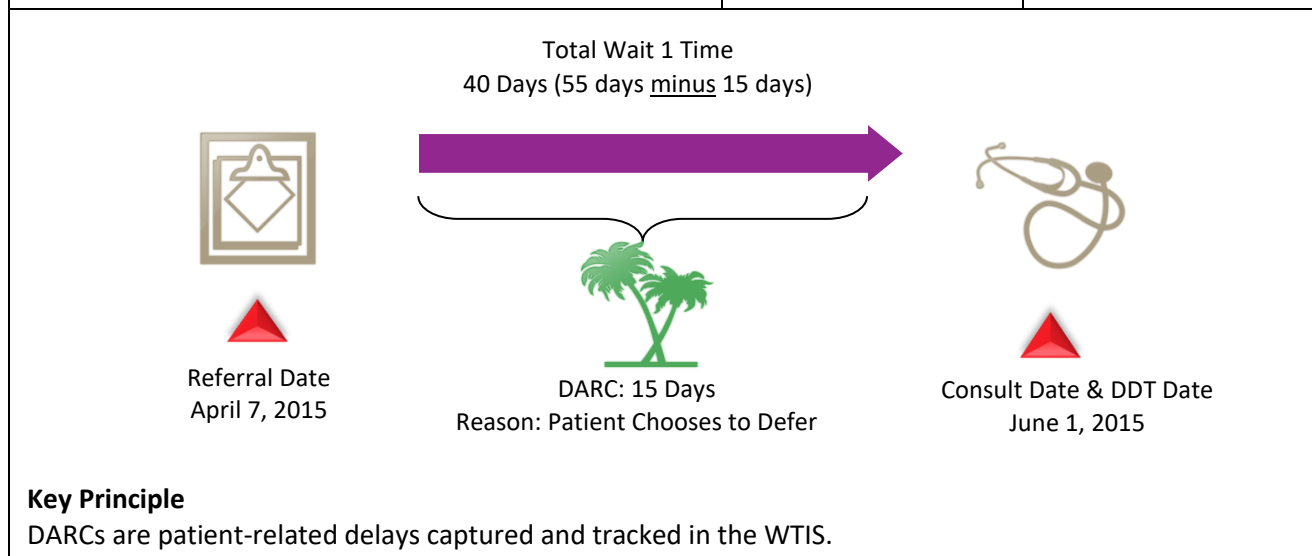 Total Wait 1 Time
40 Days (55 days minus 15 days)
Referral Date
April 7, 2015
DARC: 15 Days
Reason: Patient Chooses to Defer
Consult Date & DDT Date
June 1, 2015
Key Principle
DARCs are patient-related delays captured and tracked in the WTIS.